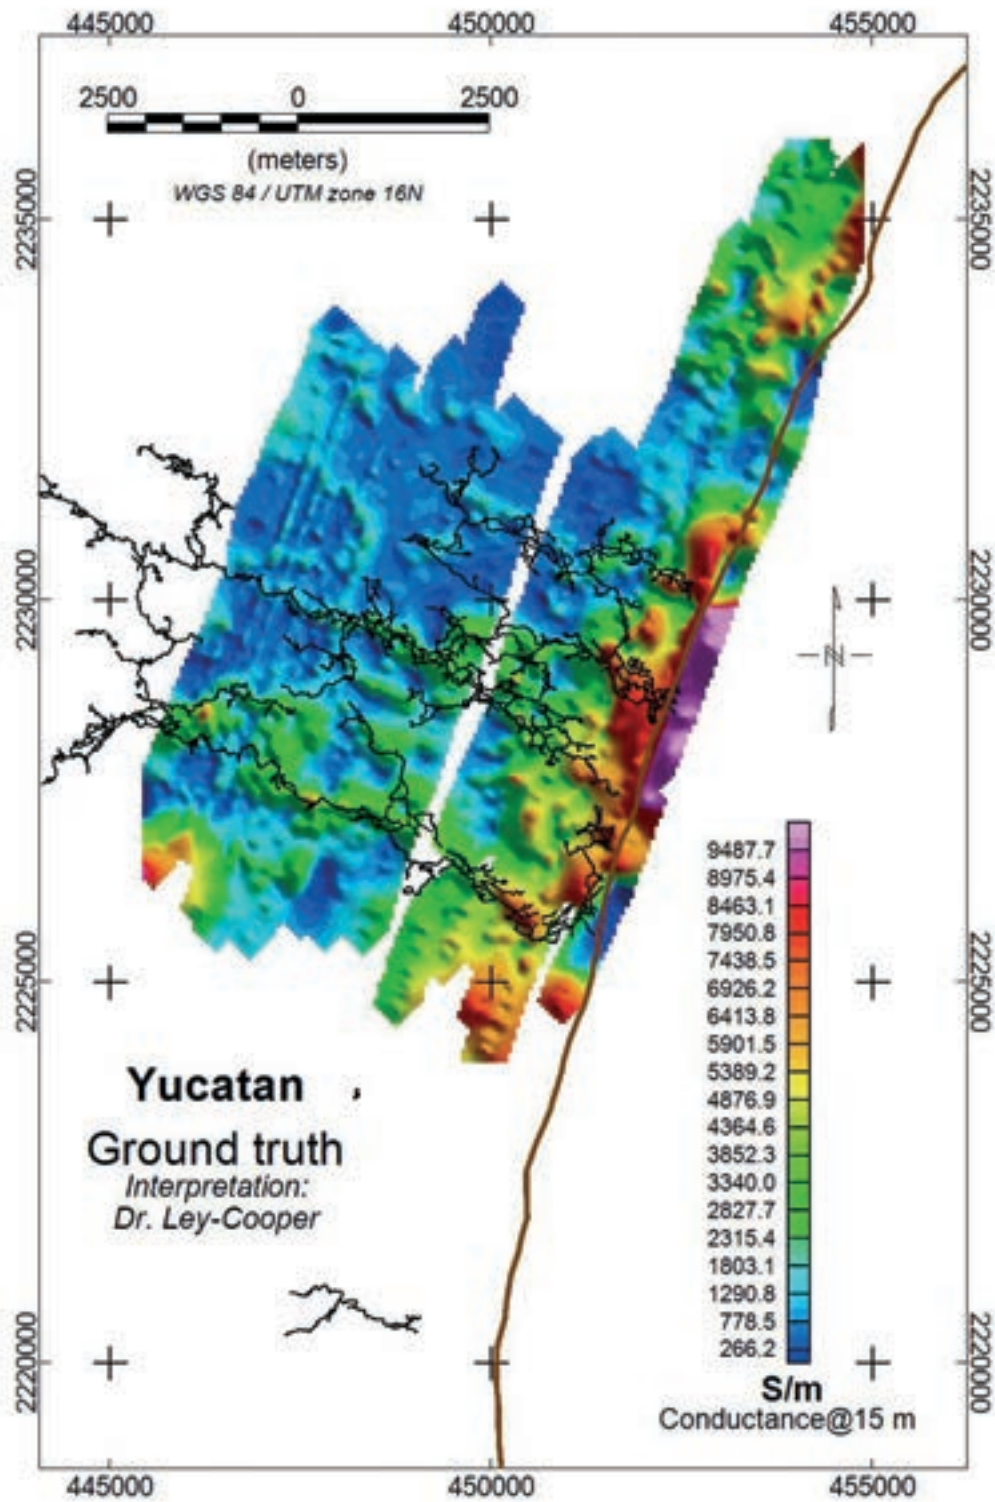 445000 450000 455000
2500 0 2500
(meters)
WGS 84 / UTM zone 16N
2235000 2235000
2230000 2230000
N
9487.7
8975.4
8463.1
7950.8
7438.5
6926.2
6413.8
5901.5
5389.2
4876.9
4364.6
3852.3
3340.0
2827.7
2315.4
1803.1
1290.8
778.5
266.2
S/m
Conductance@15 m
2225000 2225000
Yucatan
Ground truth
Interpretation:
Dr. Ley-Cooper
2220000 2220000
445000 450000 455000